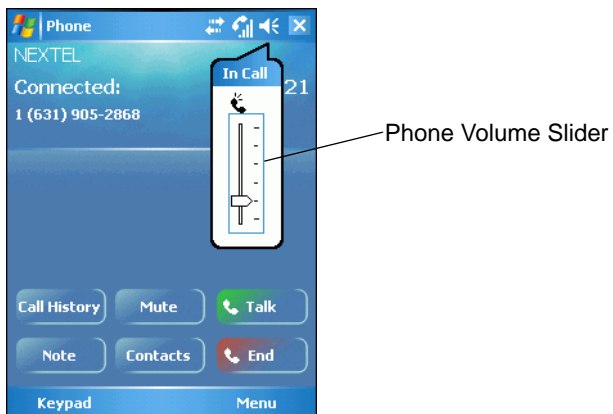 Phone
NEXTEL
In Call
Connected: 21
1 (631) 905-2868
Phone Volume Slider
Call History Mute Talk
Note Contacts End
Keypad Menu